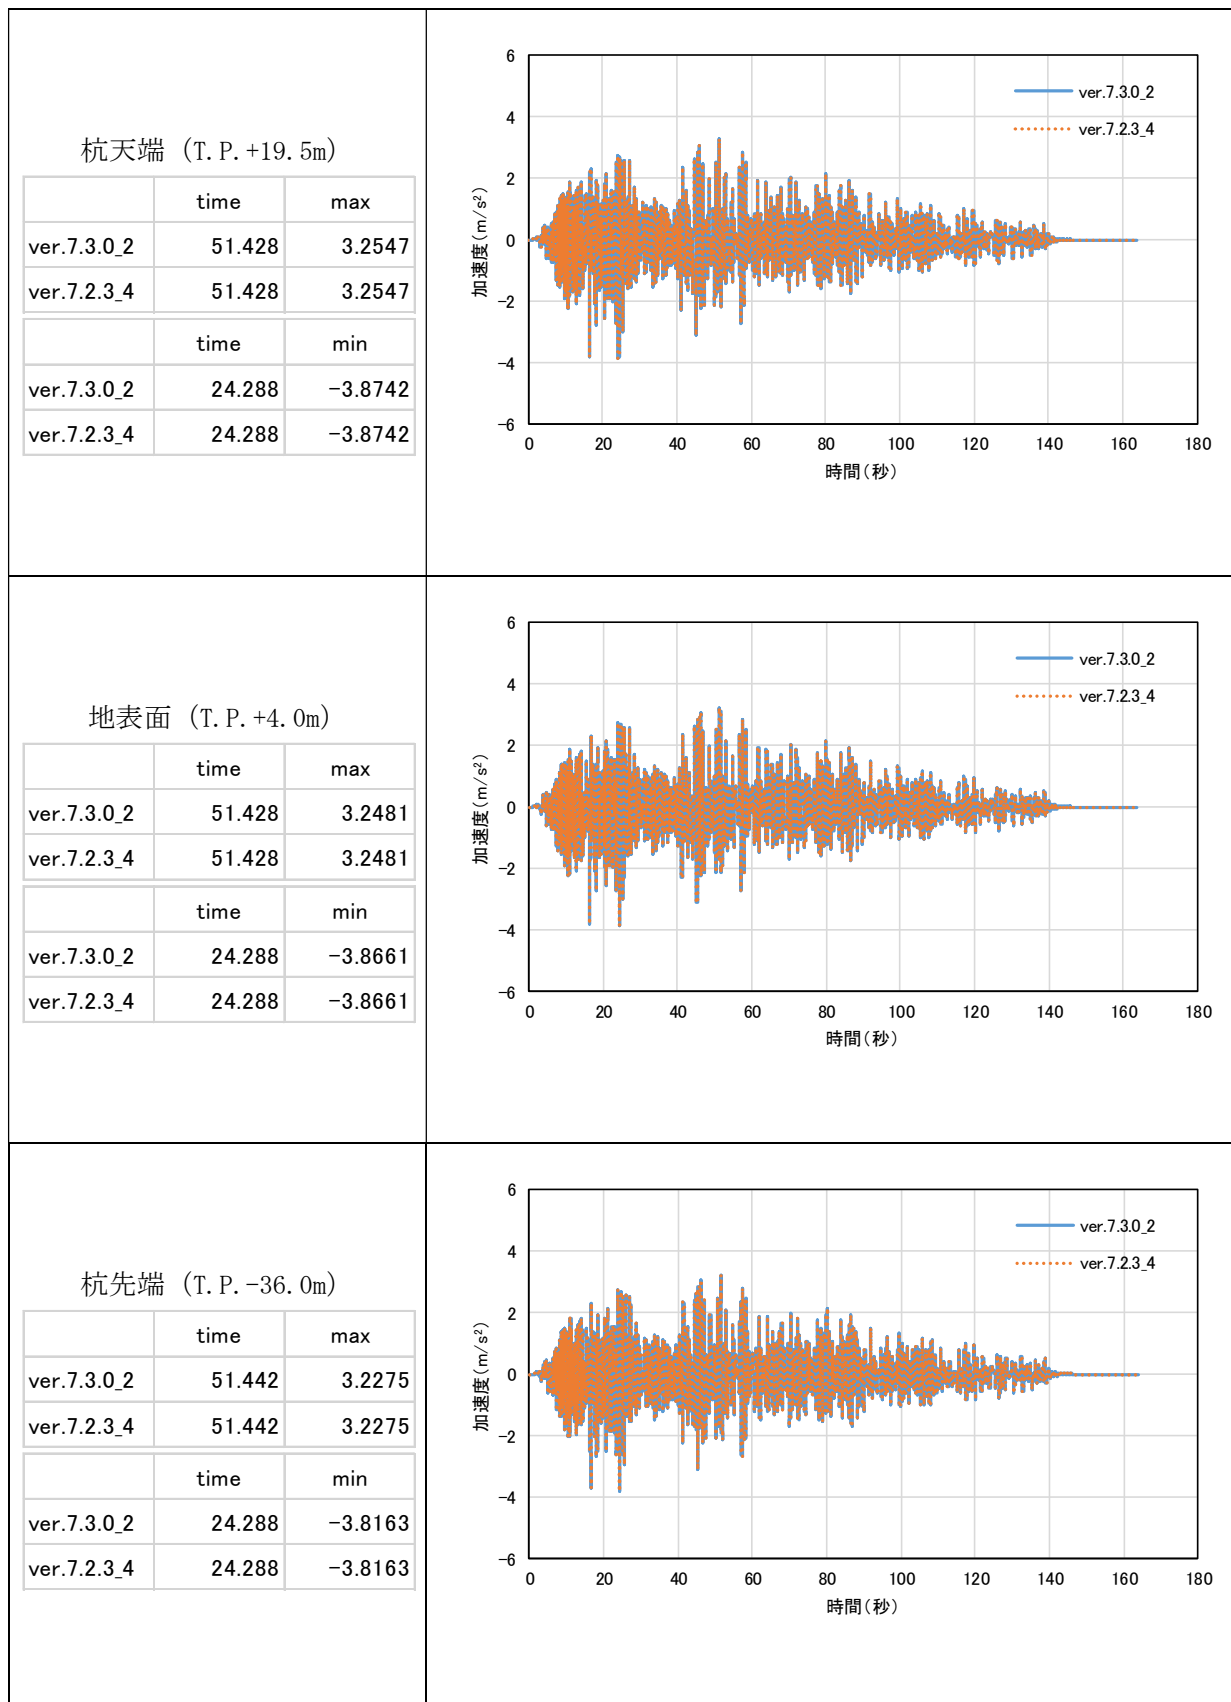 杭天端 (T.P.+19.5m)
time max
ver.7.3.0_2 51.428 3.2547
ver.7.2.3_4 51.428 3.2547
time min
ver.7.3.0_2 24.288 -3.8742
ver.7.2.3_4 24.288 -3.8742
6
4
2
0
-2
-4
-6
加速度(m/s²)
ver.7.3.0_2
ver.7.2.3_4
0 20 40 60 80 100 120 140 160 180
時間(秒)
地表面 (T.P.+4.0m)
time max
ver.7.3.0_2 51.428 3.2481
ver.7.2.3_4 51.428 3.2481
time min
ver.7.3.0_2 24.288 -3.8661
ver.7.2.3_4 24.288 -3.8661
6
4
2
0
-2
-4
-6
加速度(m/s²)
ver.7.3.0_2
ver.7.2.3_4
0 20 40 60 80 100 120 140 160 180
時間(秒)
杭先端 (T.P.-36.0m)
time max
ver.7.3.0_2 51.442 3.2275
ver.7.2.3_4 51.442 3.2275
time min
ver.7.3.0_2 24.288 -3.8163
ver.7.2.3_4 24.288 -3.8163
6
4
2
0
-2
-4
-6
加速度(m/s²)
ver.7.3.0_2
ver.7.2.3_4
0 20 40 60 80 100 120 140 160 180
時間(秒)